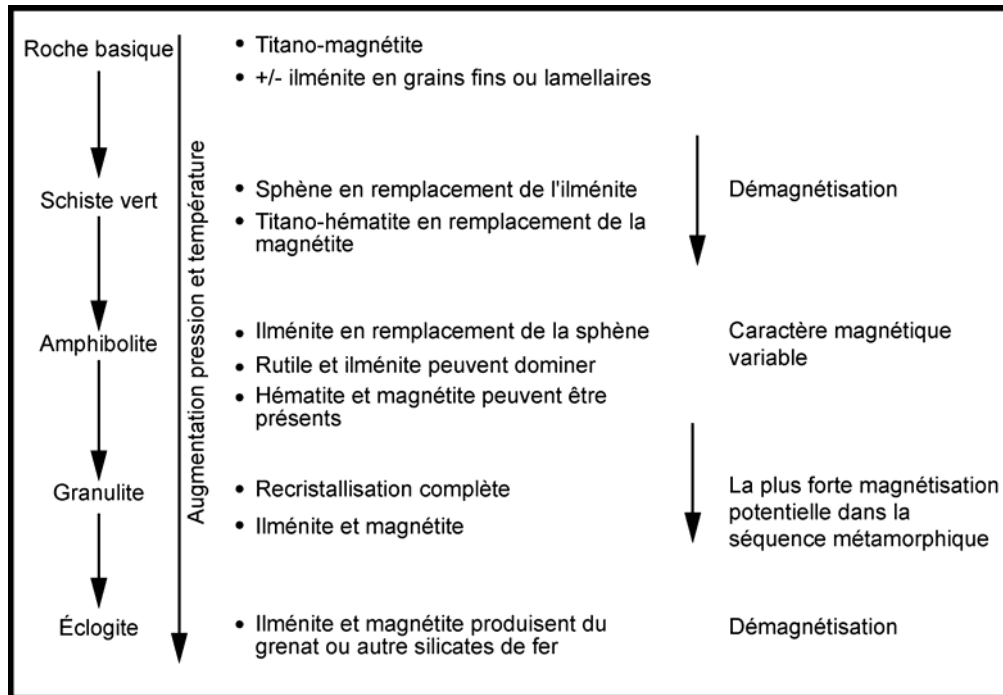 Roche basique
• Titano-magnétite
• +/- ilménite en grains fins ou lamellaires
Augmentation pression et température
Schiste vert
• Sphène en remplacement de l'ilménite
• Titano-hématite en remplacement de la
magnétite
Démagnétisation
Amphibolite
• Ilménite en remplacement de la sphène
• Rutile et ilménite peuvent dominer
• Hématite et magnétite peuvent être
présents
Caractère magnétique
variable
Granulite
• Recristallisation complète
• Ilménite et magnétite
La plus forte magnétisation
potentielle dans la
séquence métamorphique
Éclogite
• Ilménite et magnétite produisent du
grenat ou autre silicates de fer
Démagnétisation